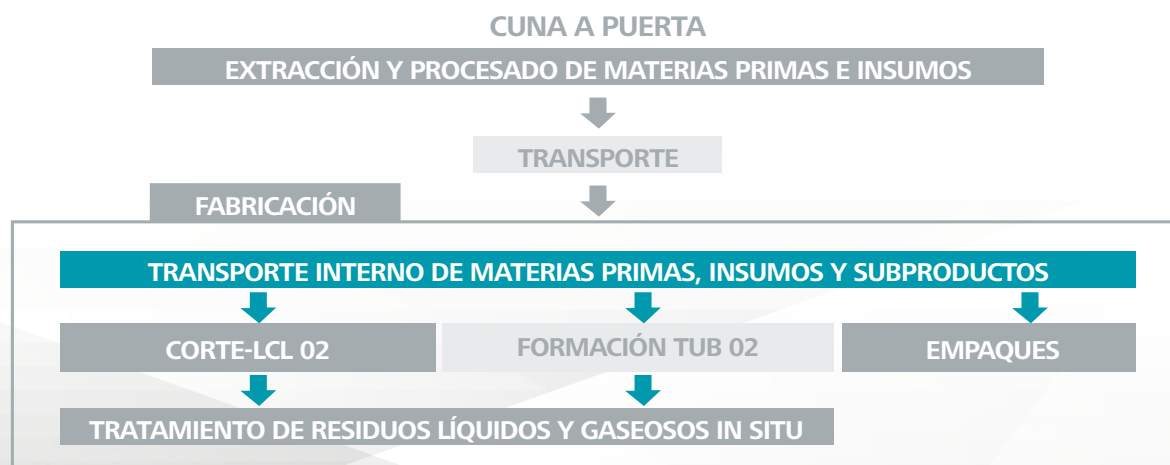 CUNA A PUERTA
EXTRACCIÓN Y PROCESADO DE MATERIAS PRIMAS E INSUMOS
TRANSPORTE
FABRICACIÓN
TRANSPORTE INTERNO DE MATERIAS PRIMAS, INSUMOS Y SUBPRODUCTOS
CORTE-LCL 02
FORMACIÓN TUB 02
EMPAQUES
TRATAMIENTO DE RESIDUOS LÍQUIDOS Y GASEOSOS IN SITU